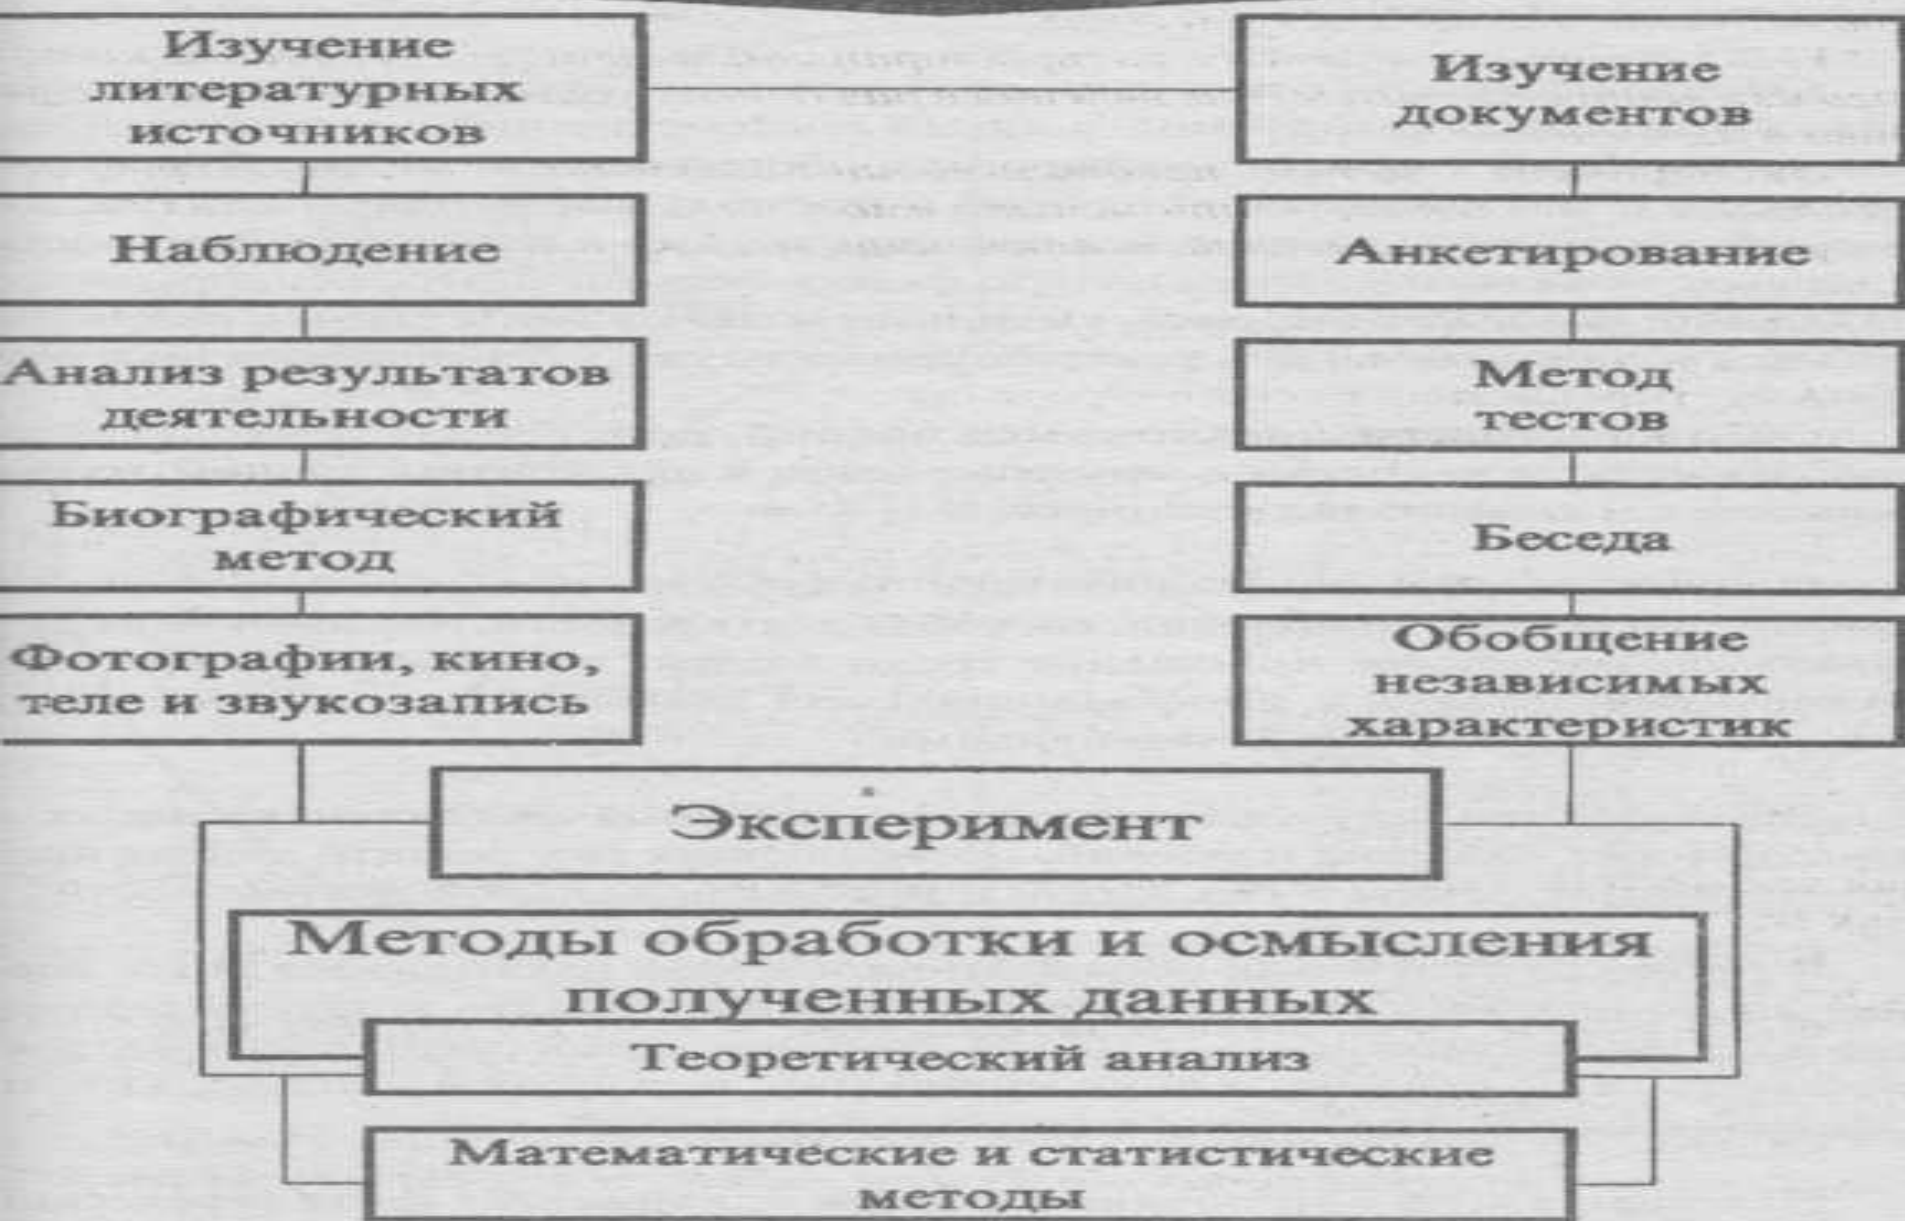 Изучение
литературных
источников
Изучение
документов
Наблюдение
Анкетирование
Анализ результатов
деятельности
Метод
тестов
Биографический
метод
Беседа
Фотографии, кино,
теле и звукозапись
Обобщение
независимых
характеристик
Эксперимент
Методы обработки и осмысления
полученных данных
Теоретический анализ
Математические и статистические
методы